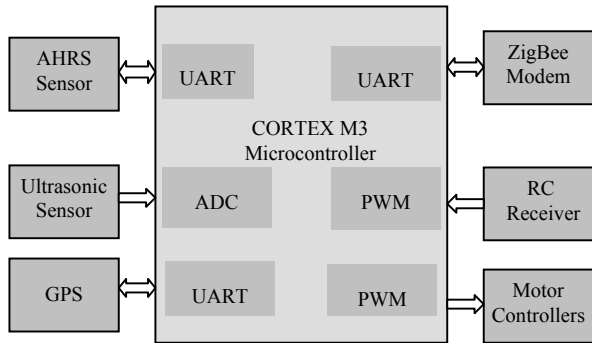 AHRS
Sensor
UART
UART
ZigBee
Modem
CORTEX M3
Microcontroller
Ultrasonic
Sensor
ADC
PWM
RC
Receiver
GPS
UART
PWM
Motor
Controllers